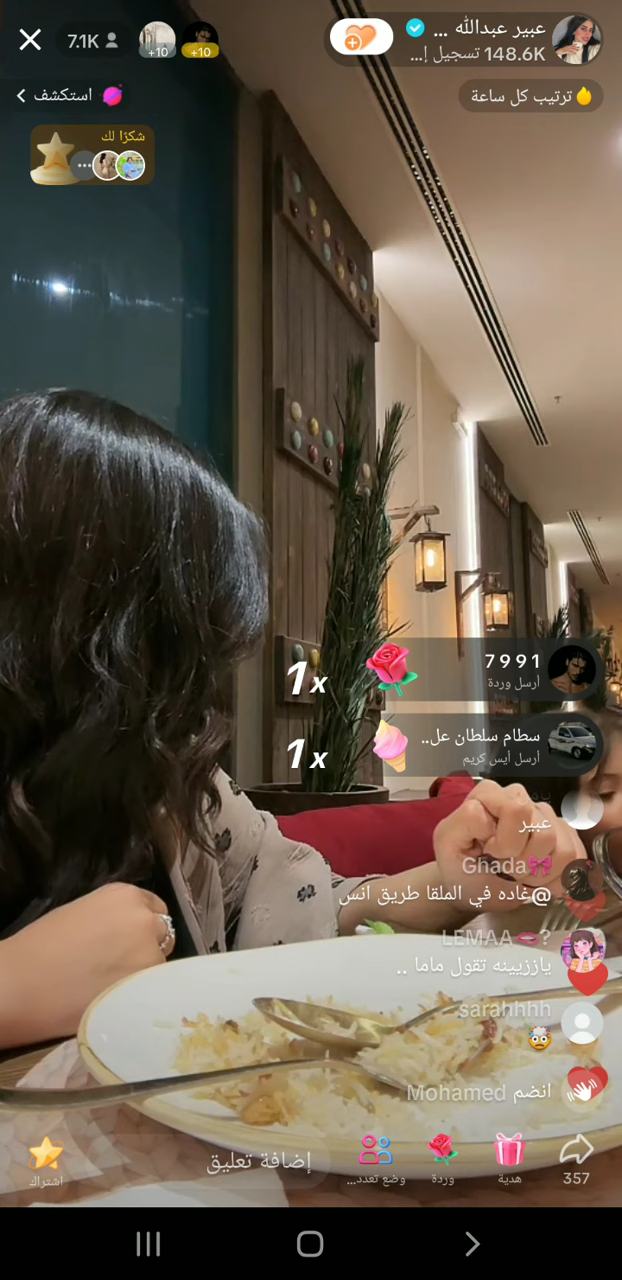 عبير عبدالله ...
148.6K تسجيل إ...
7.1K
+10
+10
ترتيب كل ساعة
استكشف
شكرًا لك
7991
أرسل وردة
1x
سطام سلطان عل..
أرسل أيس كريم
1x
عبير
Ghada
@غاده في الملقا طريق انس
LEMAA ?
يازيينه تقول ماما ..
sarahhhh
Mohamed انضم
اشتراك
إضافة تعليق
وضع تعدد...
وردة
هدية
357